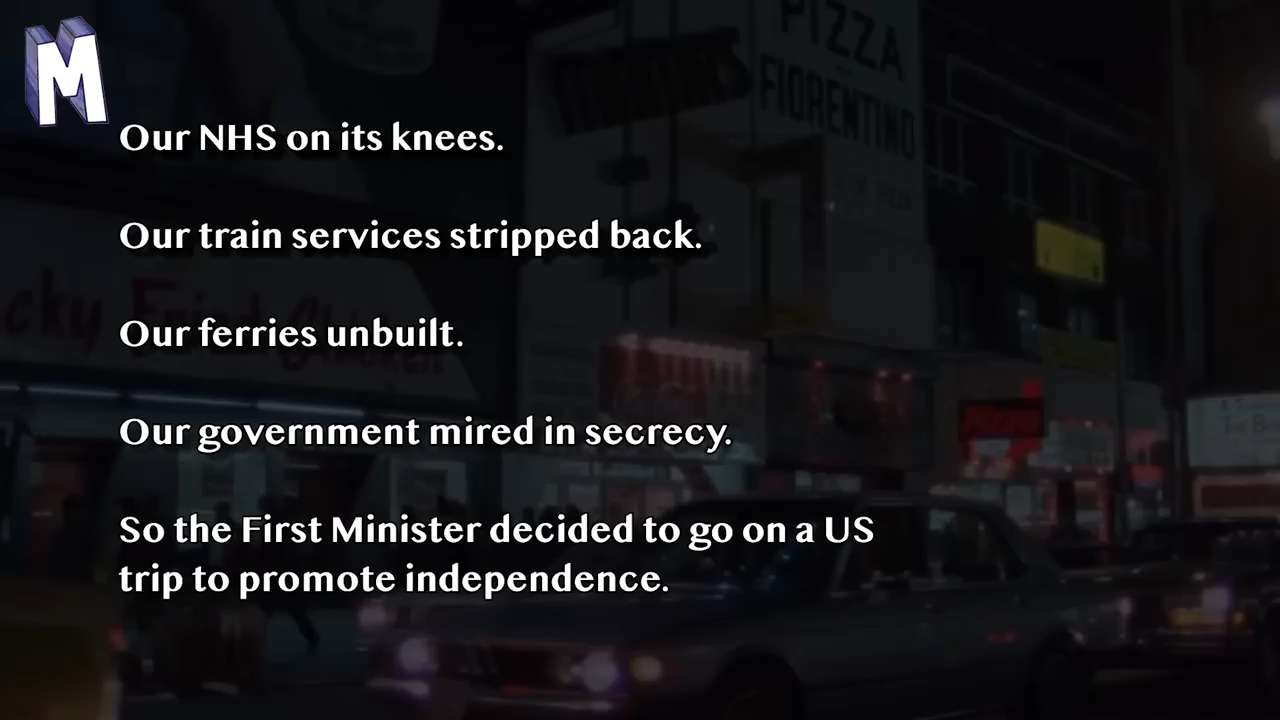 M
PIZZA
FIORENTINO
Our NHS on its knees.
Our train services stripped back.
Our ferries unbuilt.
Our government mired in secrecy.
So the First Minister decided to go on a US
trip to promote independence.